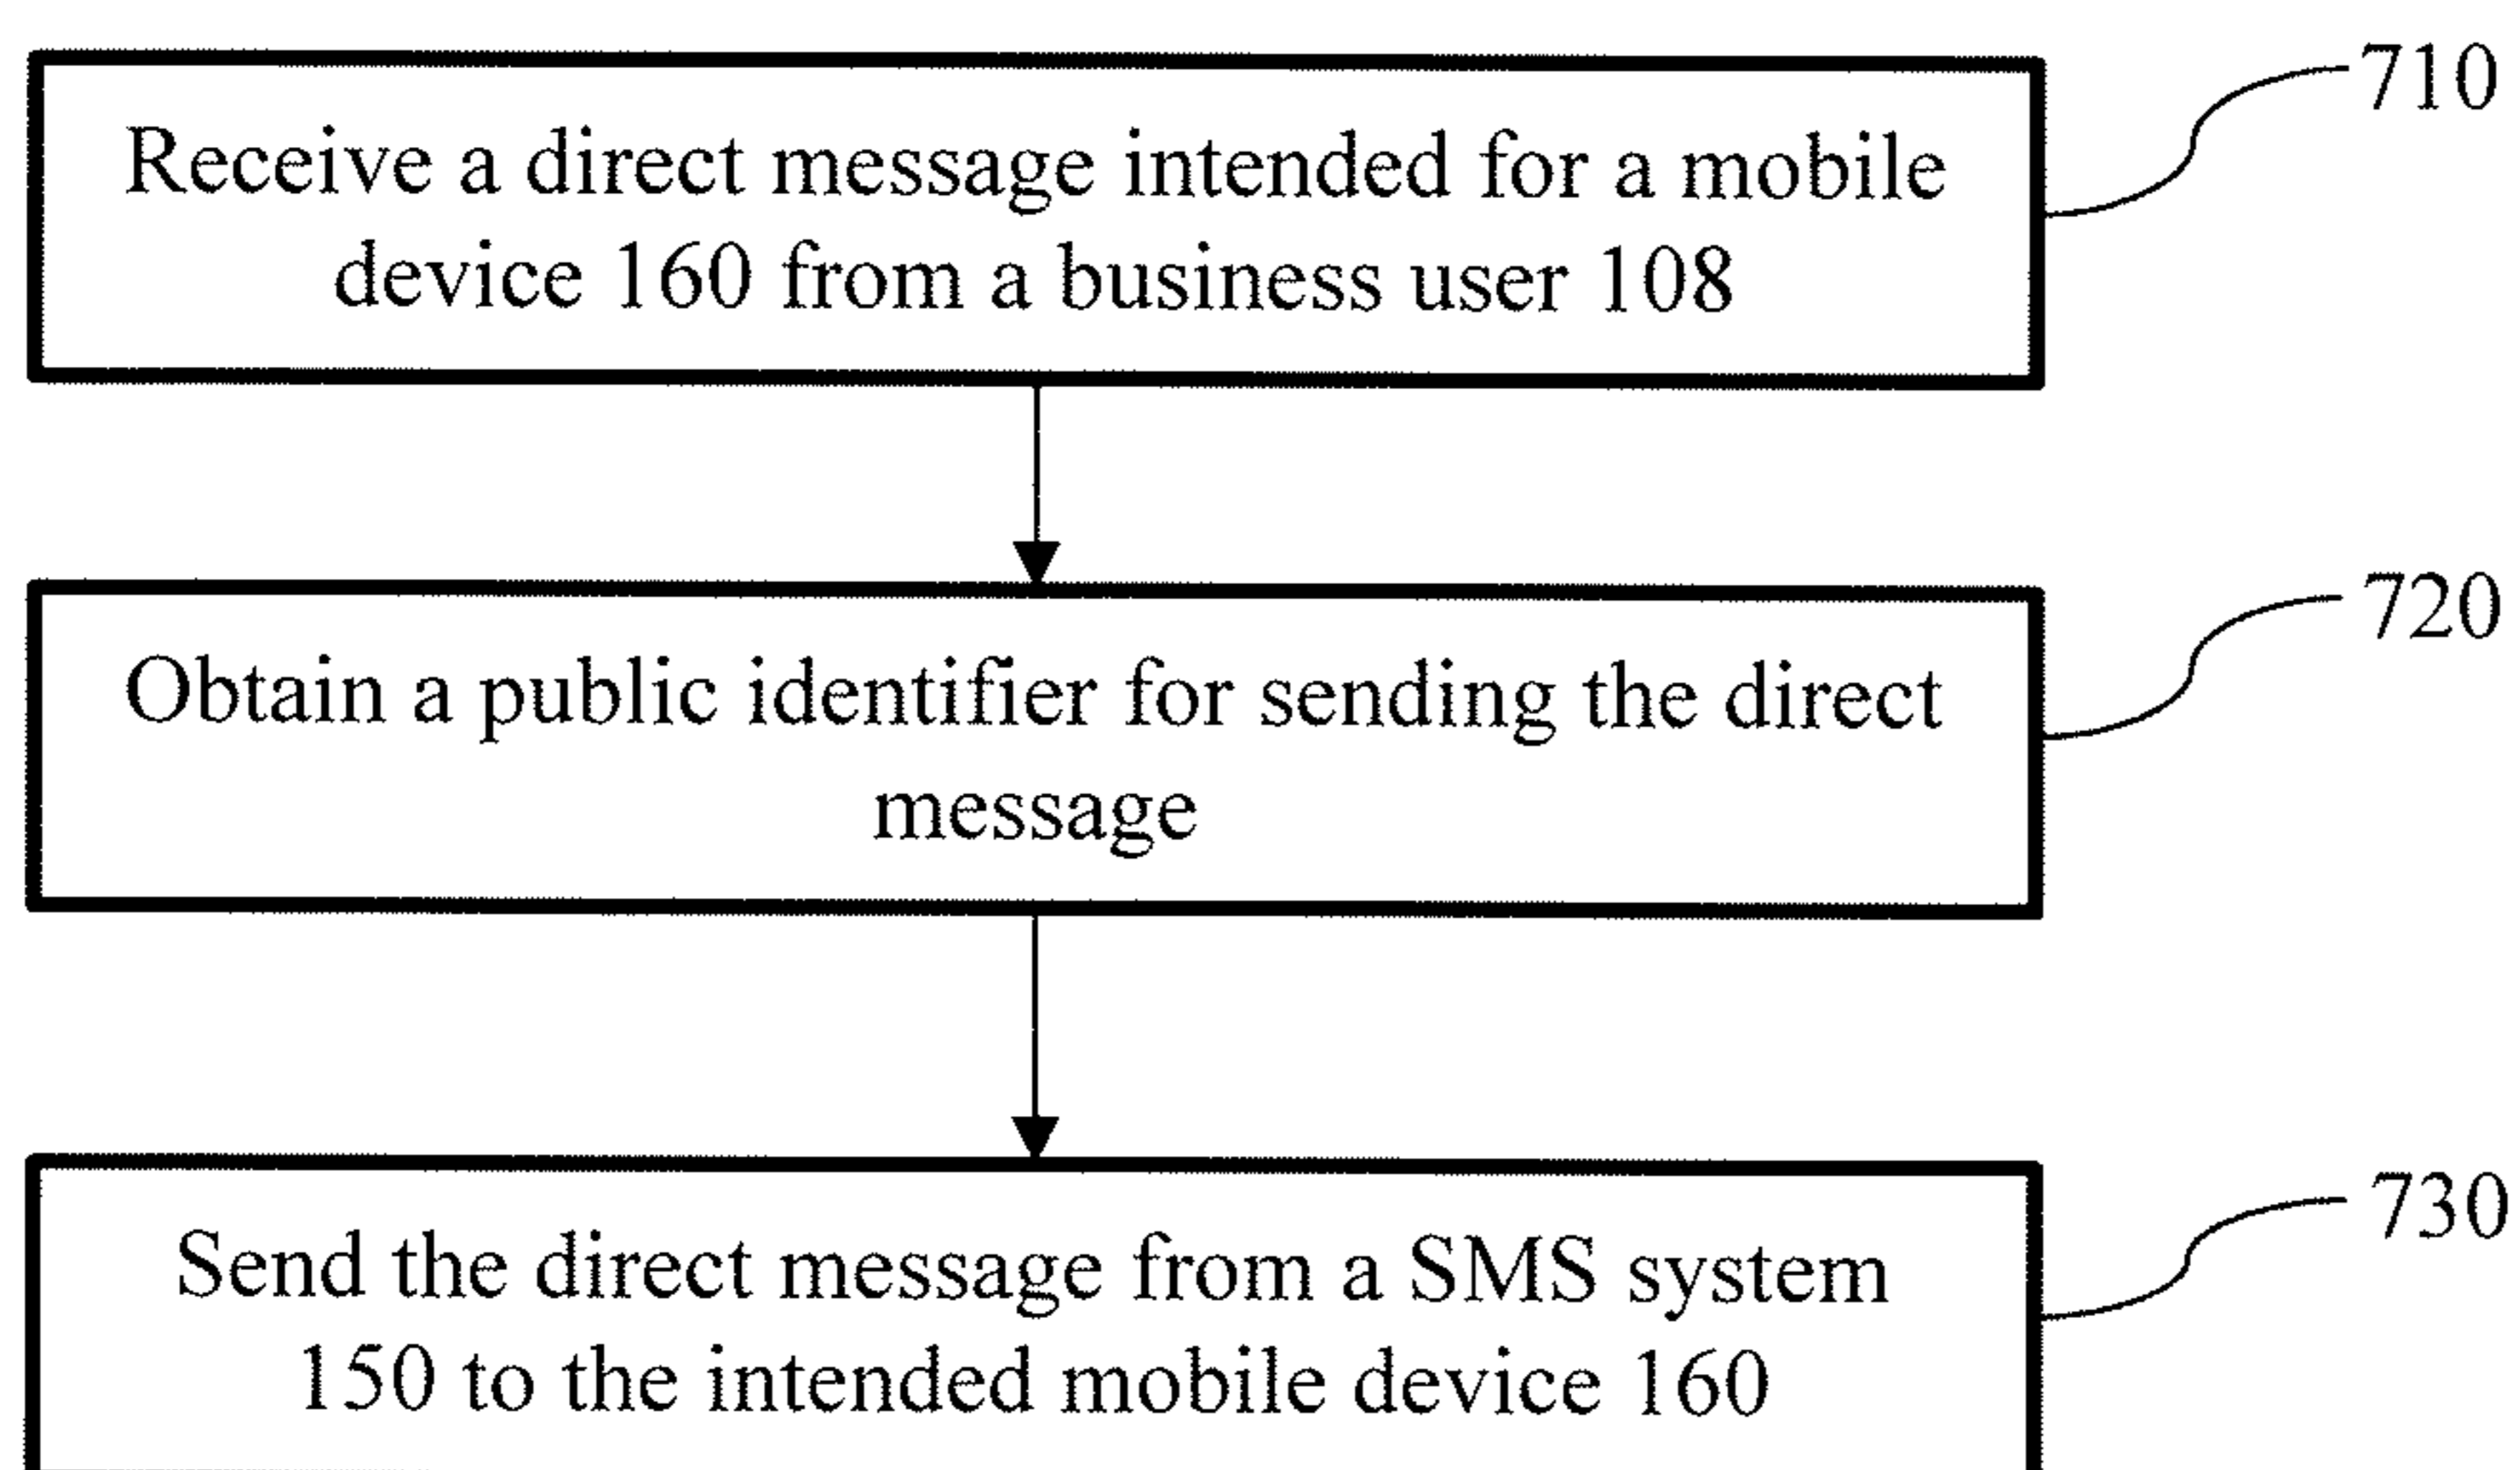 710
Receive a direct message intended for a mobile
device 160 from a business user 108
720
Obtain a public identifier for sending the direct
message
730
Send the direct message from a SMS system
150 to the intended mobile device 160